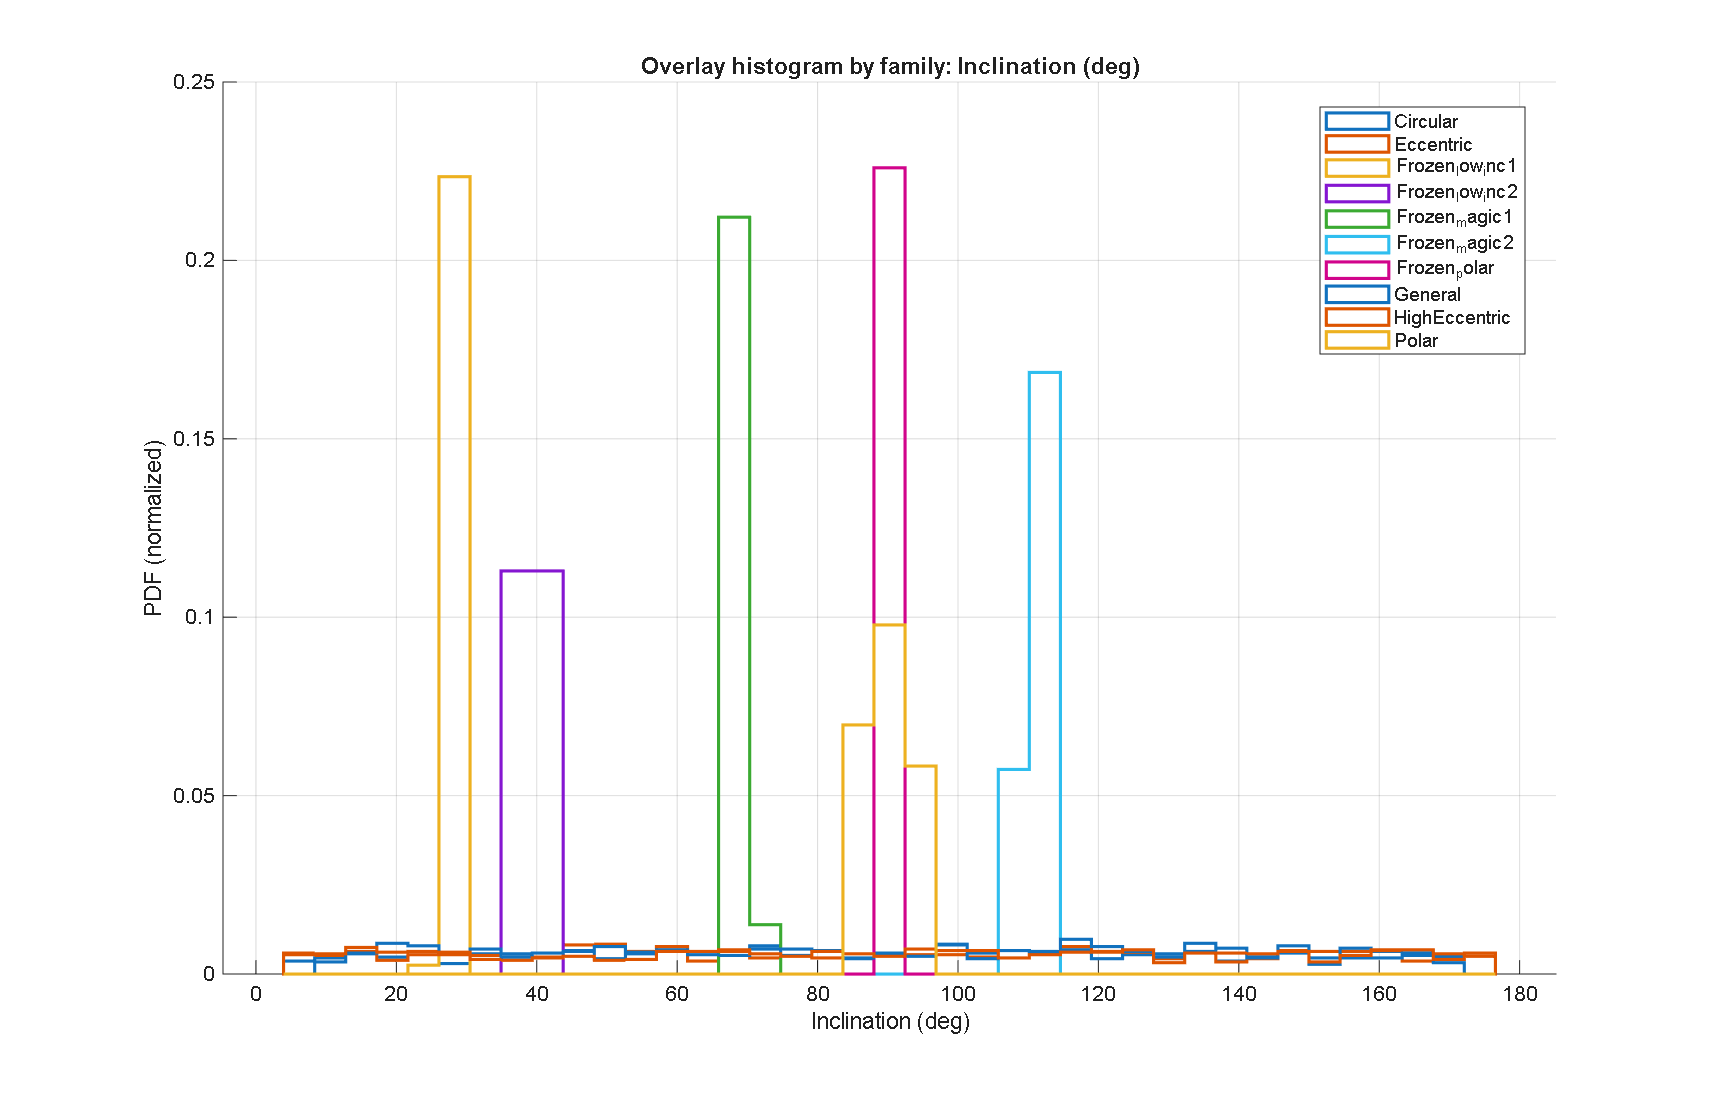 Overlay histogram by family: Inclination (deg)
0.25
0.2
0.15
0.1
0.05
0
PDF (normalized)
Circular
Eccentric
Frozenlowinc1
Frozenlowinc2
Frozenmagic1
Frozenmagic2
Frozenpolar
General
HighEccentric
Polar
0 20 40 60 80 100 120 140 160 180
Inclination (deg)